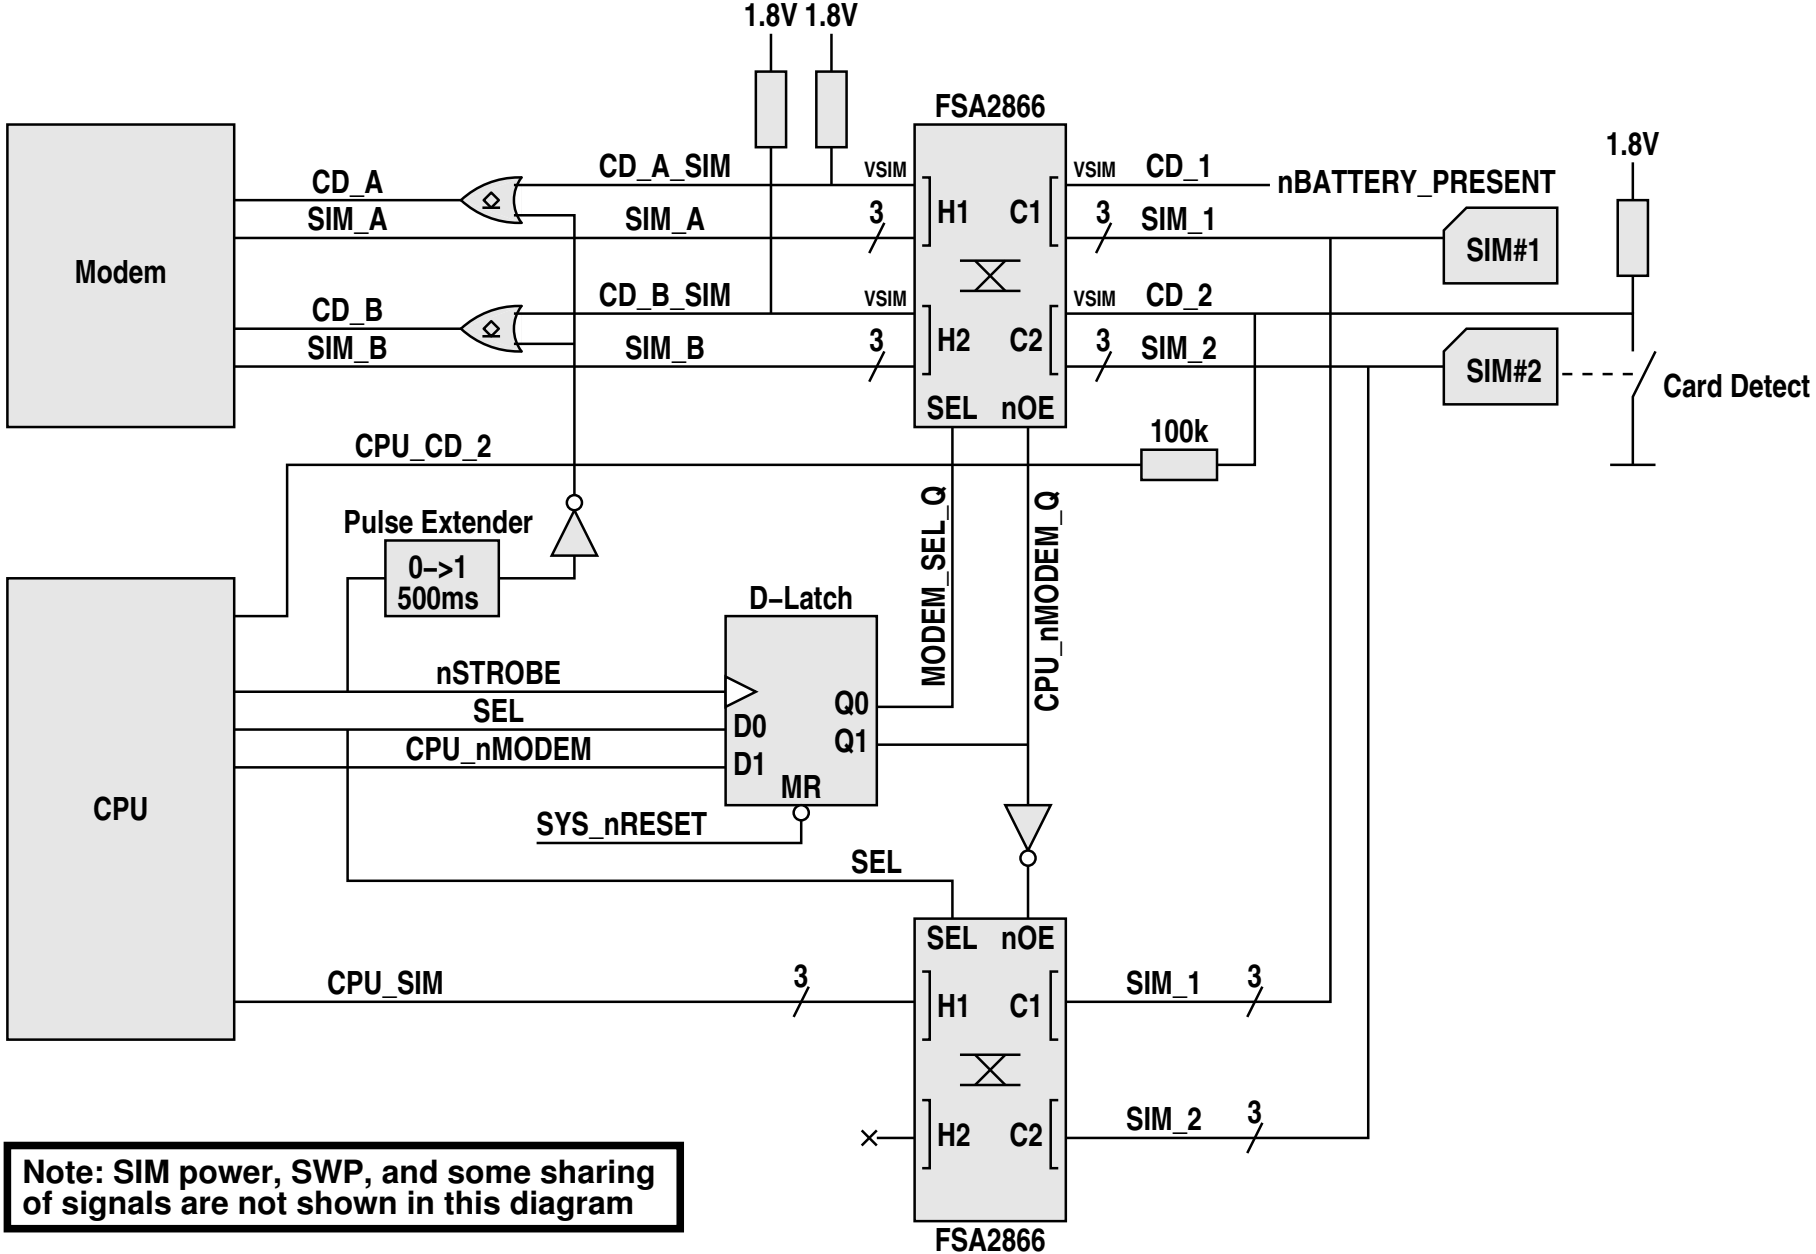 1.8V 1.8V
FSA2866
1.8V
CD_A
CD_A_SIM
VSIM
VSIM
CD_1
nBATTERY_PRESENT
SIM_A
SIM_A
3
H1
C1
3
SIM_1
SIM#1
Modem
CD_B
CD_B_SIM
VSIM
VSIM
CD_2
SIM_B
SIM_B
3
H2
C2
3
SIM_2
SIM#2
Card Detect
SEL
nOE
CPU_CD_2
100k
Pulse Extender
0->1
500ms
MODEM_SEL_Q
CPU_nMODEM_Q
D-Latch
nSTROBE
SEL
CPU_nMODEM
D0
D1
Q0
Q1
MR
CPU
SYS_nRESET
SEL
SEL
nOE
CPU_SIM
3
H1
C1
SIM_1
3
H2
C2
SIM_2
3
FSA2866
Note: SIM power, SWP, and some sharing
of signals are not shown in this diagram